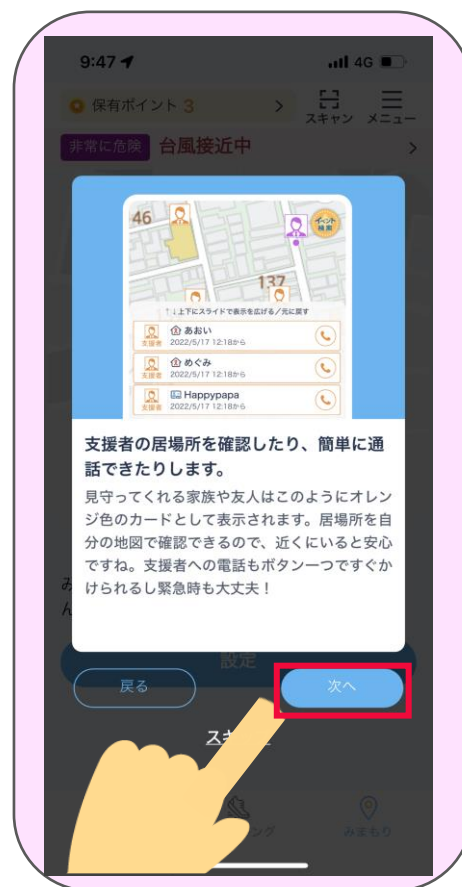 9:47
4G
保有ポイント 3
スキャン メニュー
非常に危険 台風接近中
46
イベント
検索
137
↑↓上下にスライドで表示を広げる/元に戻す
あおい
支援者 2022/5/17 12:18から
めぐみ
支援者 2022/5/17 12:18から
Happypapa
支援者 2022/5/17 12:18から
支援者の居場所を確認したり、簡単に通
話できたりします。
見守ってくれる家族や友人はこのようにオレン
ジ色のカードとして表示されます。居場所を自
分の地図で確認できるので、近くにいると安心
ですね。支援者への電話もボタン一つですぐか
けられるし緊急時も大丈夫！
み
ん
設定
戻る
次へ
スキ
ング
みまもり